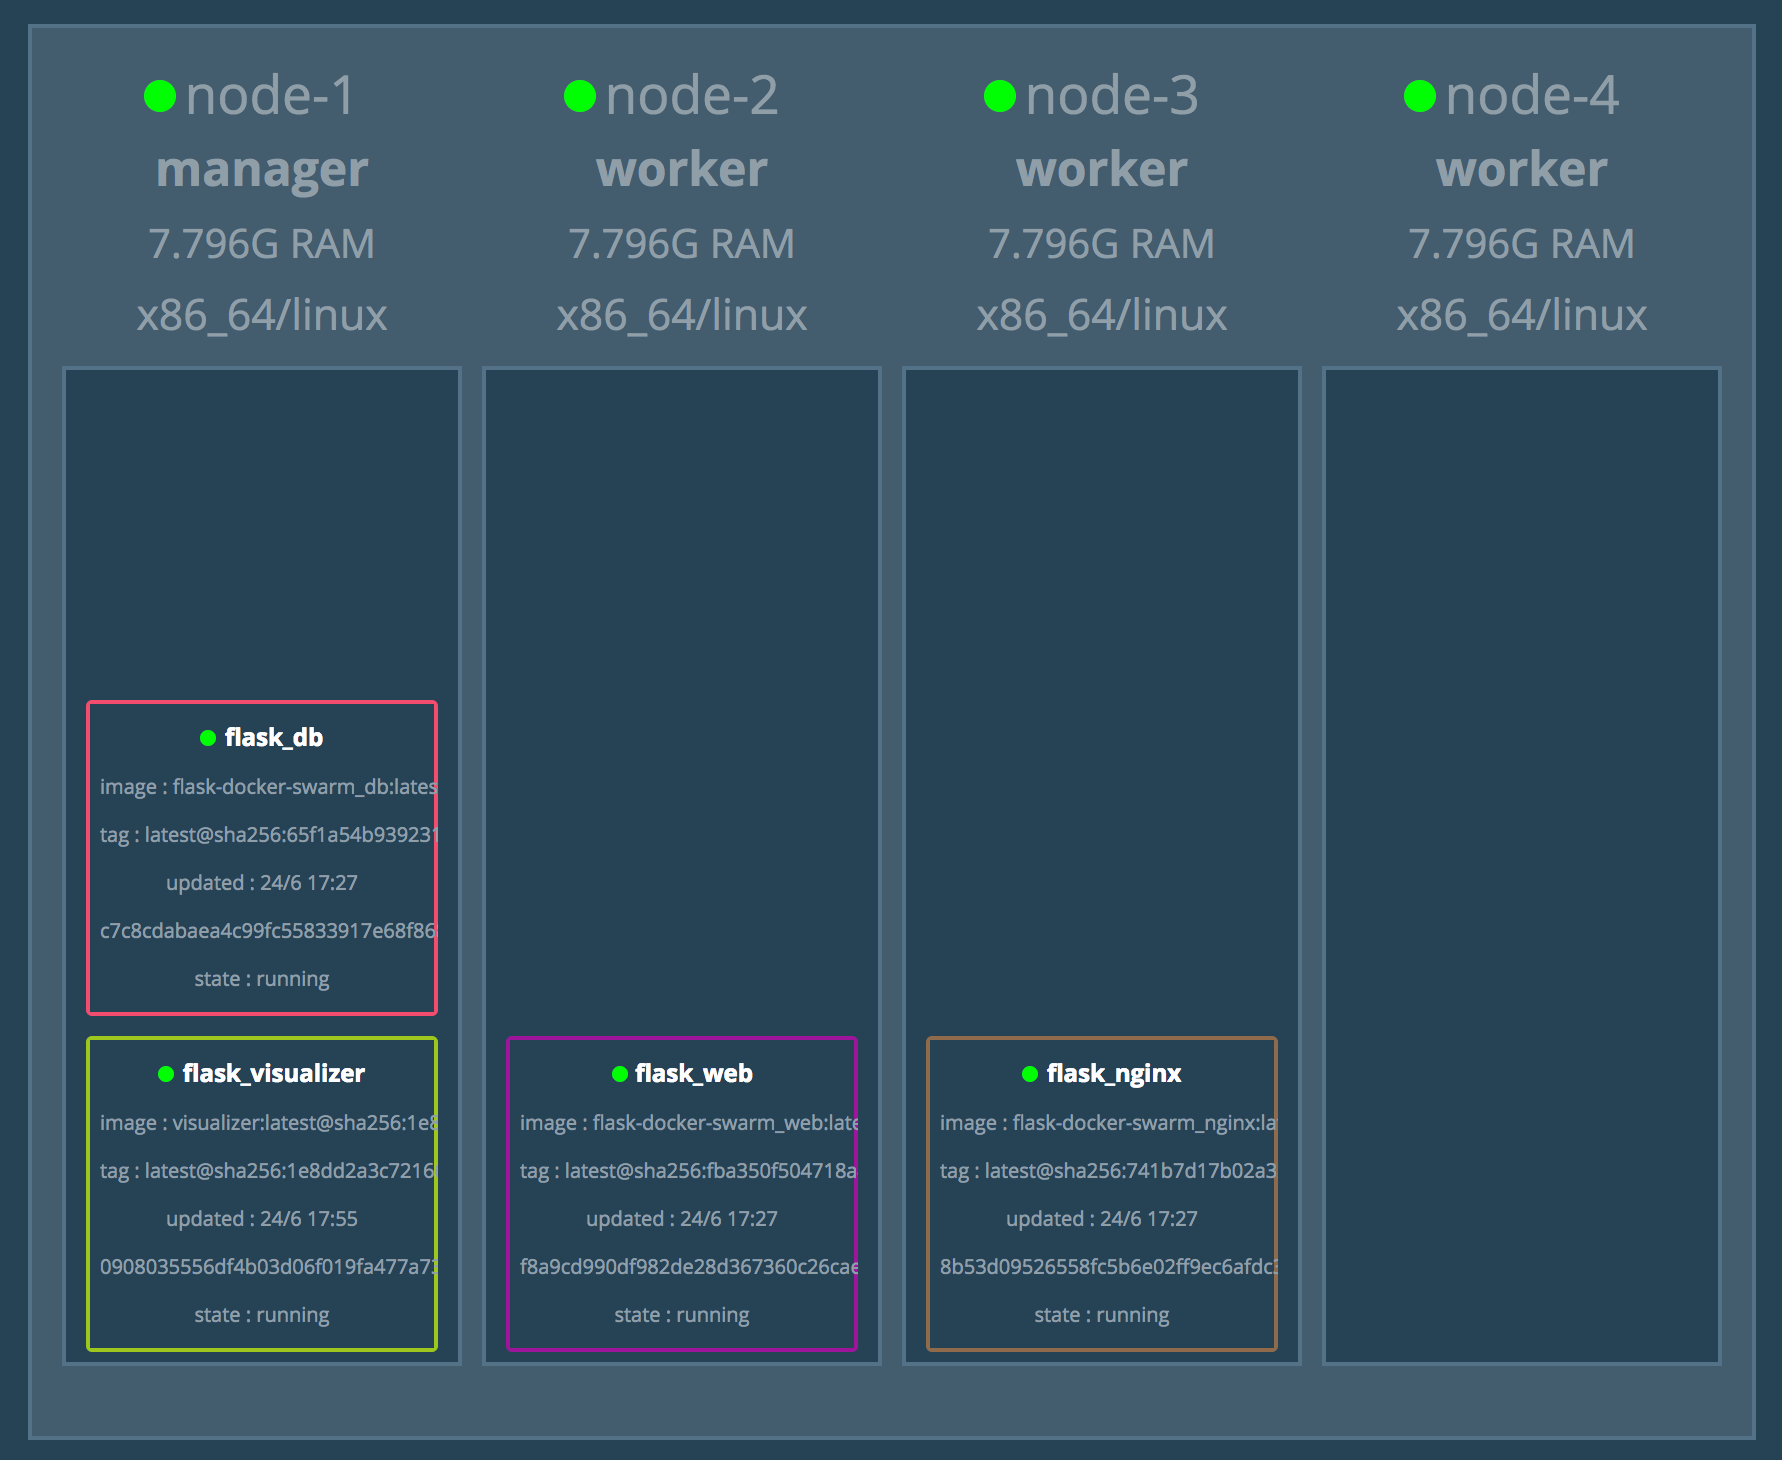 node-1
manager
7.796G RAM
x86_64/linux
flask_db
image : flask-docker-swarm_db:lates
tag : latest@sha256:65f1a54b939231
updated : 24/6 17:27
c7c8cdabaea4c99fc55833917e68f86
state : running
flask_visualizer
image : visualizer:latest@sha256:1e8
tag : latest@sha256:1e8dd2a3c7216
updated : 24/6 17:55
0908035556df4b03d06f019fa477a73
state : running
node-2
worker
7.796G RAM
x86_64/linux
flask_web
image : flask-docker-swarm_web:late
tag : latest@sha256:fba350f504718a
updated : 24/6 17:27
f8a9cd990df982de28d367360c26cae
state : running
node-3
worker
7.796G RAM
x86_64/linux
flask_nginx
image : flask-docker-swarm_nginx:la
tag : latest@sha256:741b7d17b02a3
updated : 24/6 17:27
8b53d09526558fc5b6e02ff9ec6afdc3
state : running
node-4
worker
7.796G RAM
x86_64/linux